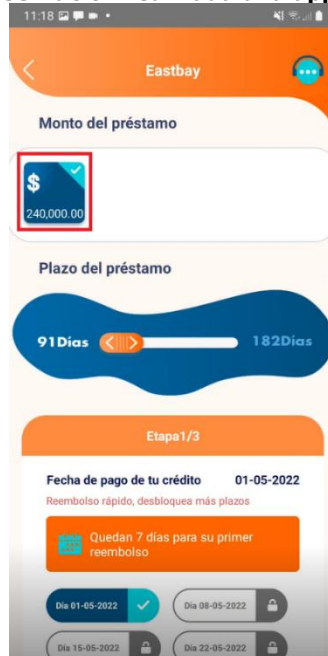 11:18
Eastbay
Monto del préstamo
$
240,000.00
Plazo del préstamo
91Días
182Días
Etapa1/3
Fecha de pago de tu crédito 01-05-2022
Reembolso rápido, desbloquea más plazos
Quedan 7 días para su primer
reembolso
Día 01-05-2022
Día 08-05-2022
Día 15-05-2022
Día 22-05-2022